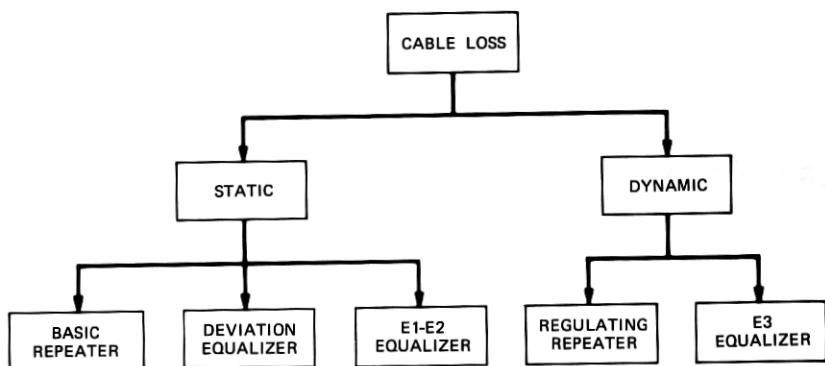 CABLE LOSS
STATIC
DYNAMIC
BASIC
REPEATER
DEVIATION
EQUALIZER
E1-E2
EQUALIZER
REGULATING
REPEATER
E3
EQUALIZER